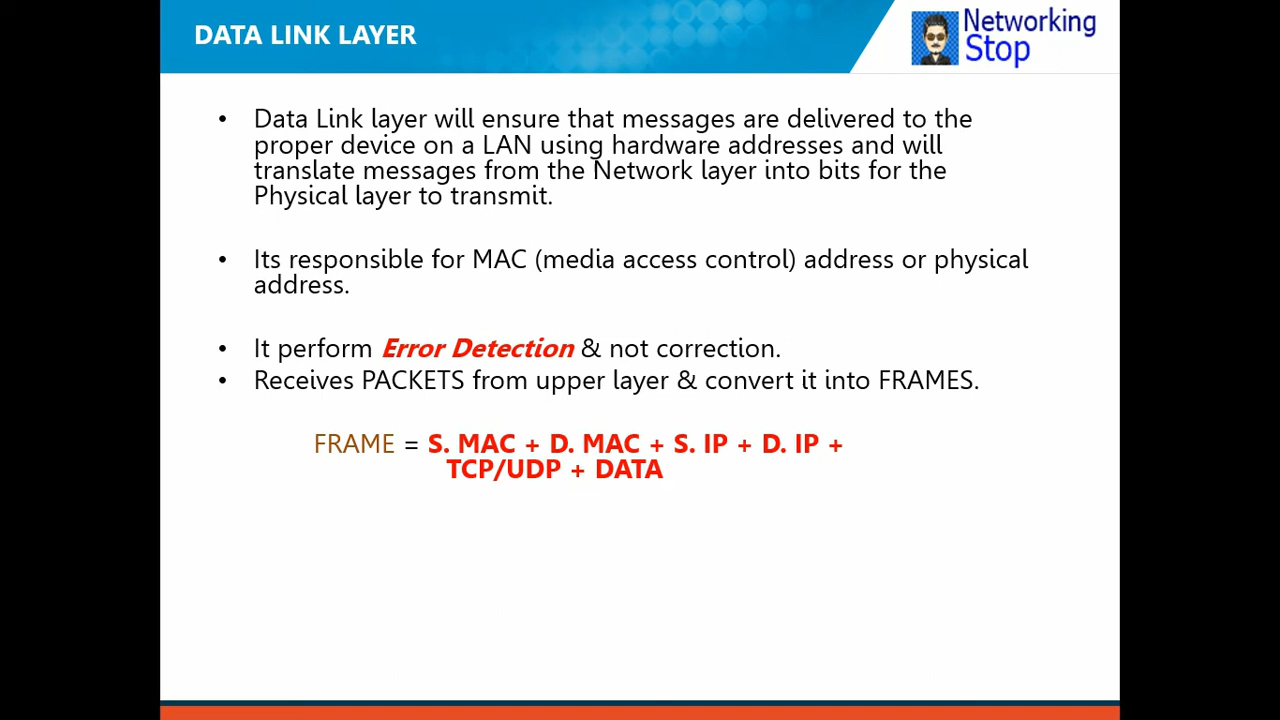 DATA LINK LAYER
Networking
Stop
• Data Link layer will ensure that messages are delivered to the
proper device on a LAN using hardware addresses and will
translate messages from the Network layer into bits for the
Physical layer to transmit.
• Its responsible for MAC (media access control) address or physical
address.
• It perform Error Detection & not correction.
• Receives PACKETS from upper layer & convert it into FRAMES.
FRAME = S. MAC + D. MAC + S. IP + D. IP +
TCP/UDP + DATA